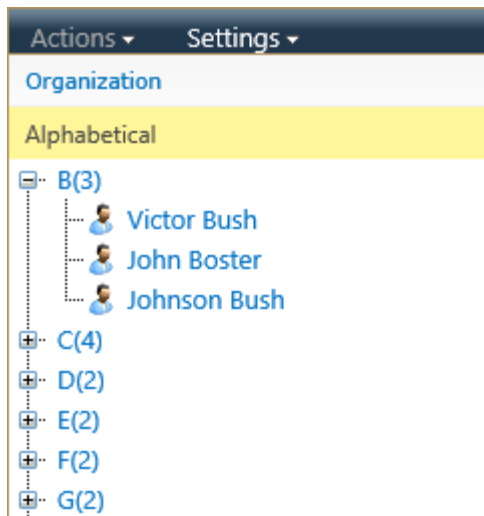 Actions Settings
Organization
Alphabetical
B(3)
Victor Bush
John Boster
Johnson Bush
C(4)
D(2)
E(2)
F(2)
G(2)